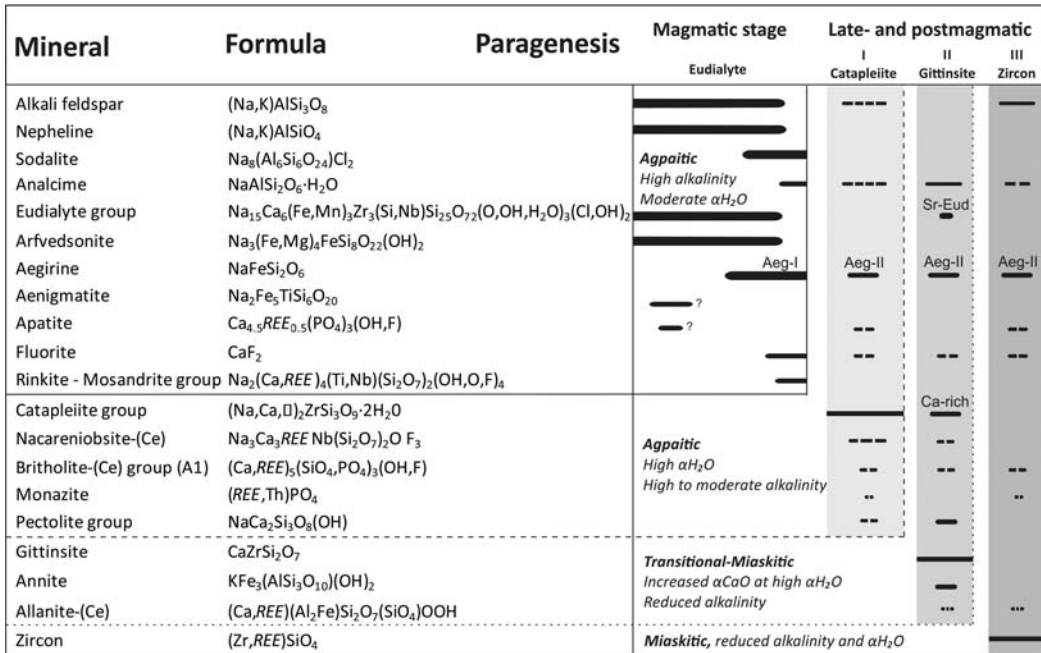 Mineral Formula Paragenesis Magmatic stage Late- and postmagmatic
I II III
Eudialyte Catapleiite Gittinsite Zircon
Alkali feldspar (Na,K)AlSi₃O₈
Nepheline (Na,K)AlSiO₄
Sodalite Na₈(Al₆Si₆O₂₄)Cl₂ Agpaitic
Analcime NaAlSi₂O₆·H₂O High alkalinity
Moderate αH₂O
Eudialyte group Na₁₅Ca₆(Fe,Mn)₃Zr₃(Si,Nb)Si₂₅O₇₂(O,OH,H₂O)₃(Cl,OH)₂ Sr-Eud
Arfvedsonite Na₃(Fe,Mg)₄FeSi₈O₂₂(OH)₂
Aegirine NaFeSi₂O₆ Aeg-I Aeg-II Aeg-II Aeg-II
Aenigmatite Na₂Fe₅TiSi₆O₂₀ ?
Apatite Ca₄.₅REE₀.₅(PO₄)₃(OH,F) ?
Fluorite CaF₂
Rinkite - Mosandrite group Na₂(Ca,REE)₄(Ti,Nb)(Si₂O₇)₂(OH,O,F)₄
Catapleiite group (Na,Ca,▯)₂ZrSi₃O₉·2H₂0 Ca-rich
Nacareniobsite-(Ce) Na₃Ca₃REE Nb(Si₂O₇)₂O F₃ Agpaitic
Britholite-(Ce) group (A1) (Ca,REE)₅(SiO₄,PO₄)₃(OH,F) High αH₂O
Monazite (REE,Th)PO₄ High to moderate alkalinity
Pectolite group NaCa₂Si₃O₈(OH)
Gittinsite CaZrSi₂O₇ Transitional-Miaskitic
Annite KFe₃(AlSi₃O₁₀)(OH)₂ Increased αCaO at high αH₂O
Allanite-(Ce) (Ca,REE)(Al₂Fe)Si₂O₇(SiO₄)OOH Reduced alkalinity
Zircon (Zr,REE)SiO₄ Miaskitic, reduced alkalinity and αH₂O